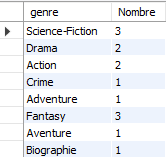 genre Nombre
Science-Fiction 3
Drama 2
Action 2
Crime 1
Adventure 1
Fantasy 3
Aventure 1
Biographie 1